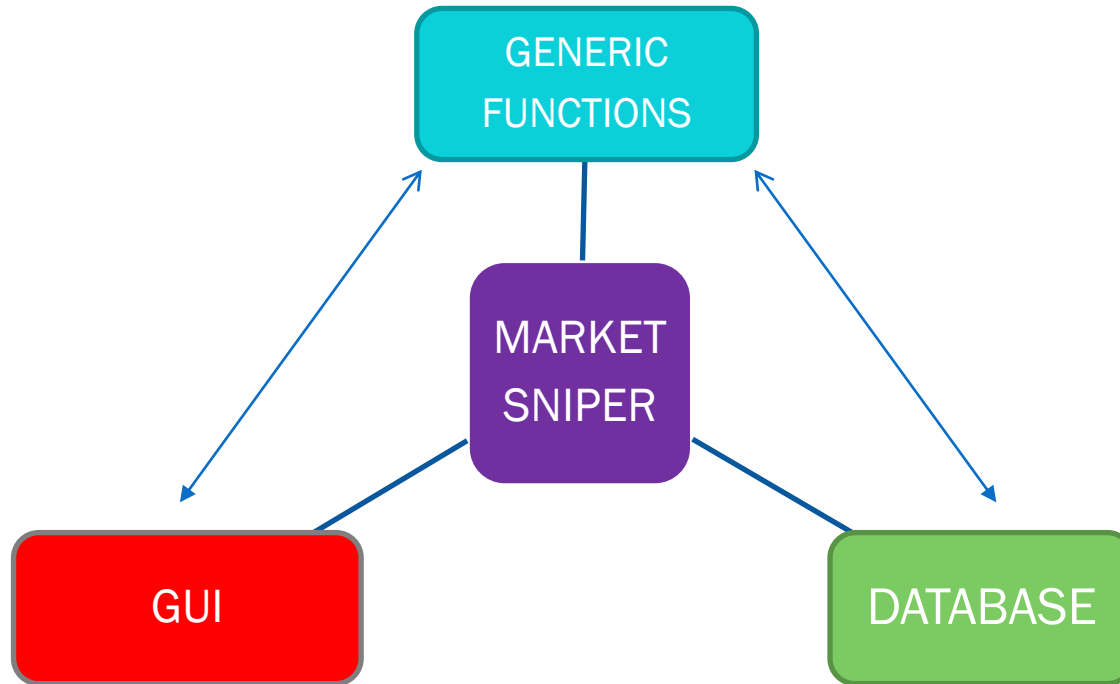 GENERIC
FUNCTIONS
MARKET
SNIPER
GUI
DATABASE